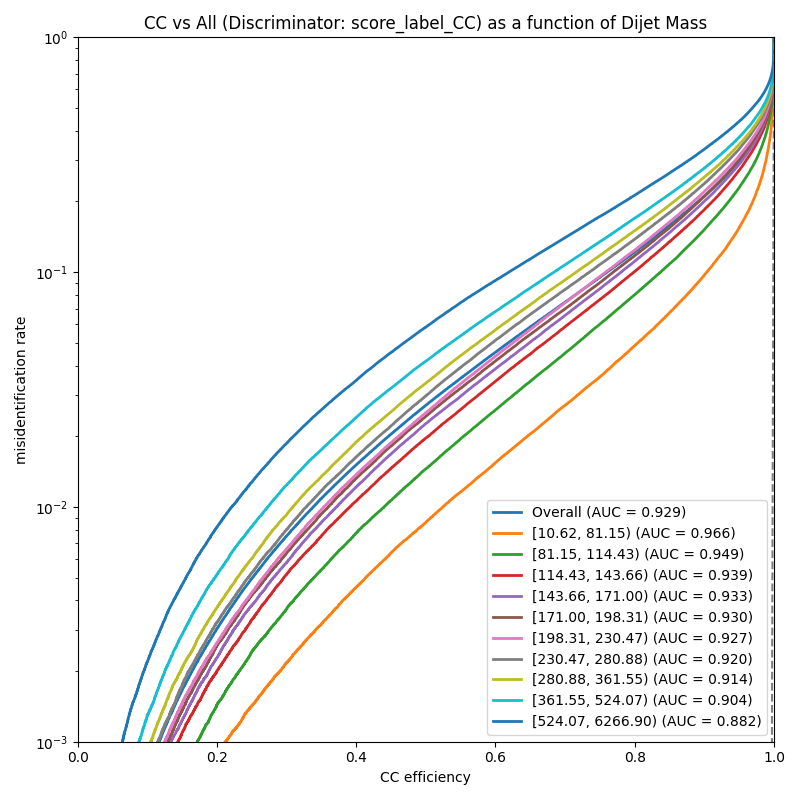 CC vs All (Discriminator: score_label_CC) as a function of Dijet Mass
10⁰
10⁻¹
10⁻²
10⁻³
misidentification rate
Overall (AUC = 0.929)
[10.62, 81.15) (AUC = 0.966)
[81.15, 114.43) (AUC = 0.949)
[114.43, 143.66) (AUC = 0.939)
[143.66, 171.00) (AUC = 0.933)
[171.00, 198.31) (AUC = 0.930)
[198.31, 230.47) (AUC = 0.927)
[230.47, 280.88) (AUC = 0.920)
[280.88, 361.55) (AUC = 0.914)
[361.55, 524.07) (AUC = 0.904)
[524.07, 6266.90) (AUC = 0.882)
0.0 0.2 0.4 0.6 0.8 1.0
CC efficiency